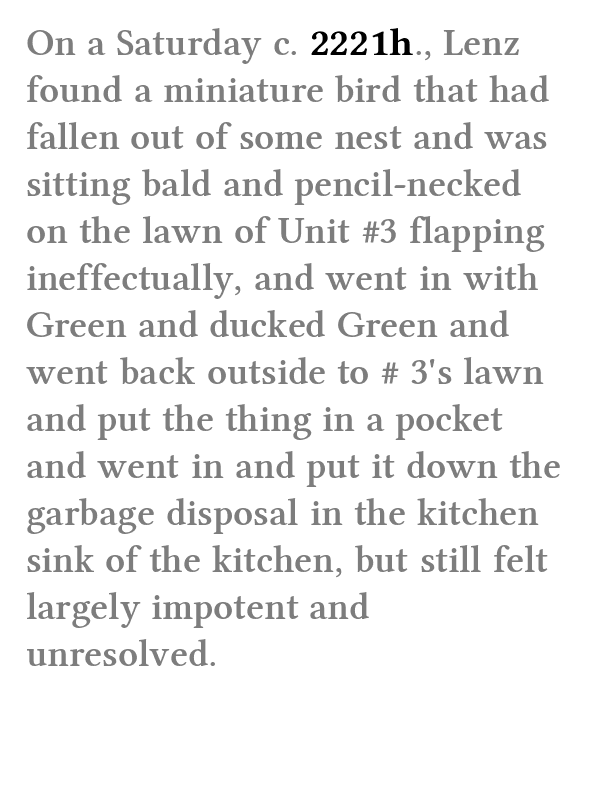 On a Saturday c. 2221h., Lenz
found a miniature bird that had
fallen out of some nest and was
sitting bald and pencil-necked
on the lawn of Unit #3 flapping
ineffectually, and went in with
Green and ducked Green and
went back outside to # 3's lawn
and put the thing in a pocket
and went in and put it down the
garbage disposal in the kitchen
sink of the kitchen, but still felt
largely impotent and
unresolved.